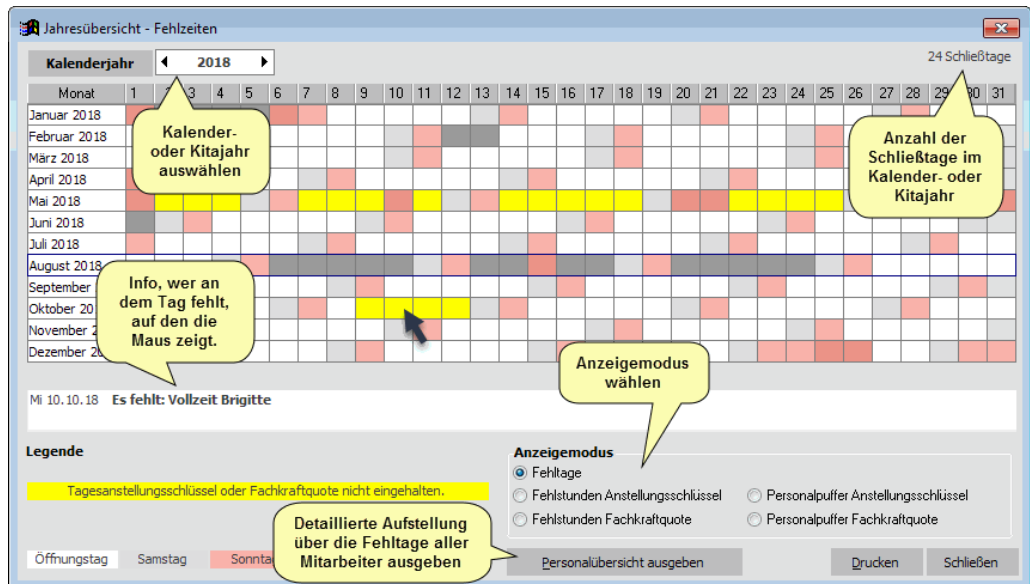 Jahresübersicht - Fehlzeiten
Kalenderjahr 2018 24 Schließtage
Monat 1 2 3 4 5 6 7 8 9 10 11 12 13 14 15 16 17 18 19 20 21 22 23 24 25 26 27 28 29 30 31
Januar 2018
Februar 2018
März 2018
April 2018
Mai 2018
Juni 2018
Juli 2018
August 2018
September
Oktober 20
November 2
Dezember 20
Kalender-
oder Kitajahr
auswählen
Anzahl der
Schließtage im
Kalender- oder
Kitajahr
Info, wer an
dem Tag fehlt,
auf den die
Maus zeigt.
Anzeigemodus
wählen
Mi 10.10.18 Es fehlt: Vollzeit Brigitte
Legende
Tagesanstellungsschlüssel oder Fachkraftquote nicht eingehalten.
Öffnungstag Samstag Sonnta
Anzeigemodus
Fehltage
Fehlstunden Anstellungsschlüssel Personalpuffer Anstellungsschlüssel
Fehlstunden Fachkraftquote Personalpuffer Fachkraftquote
Detaillierte Aufstellung
über die Fehltage aller
Mitarbeiter ausgeben
Personalübersicht ausgeben Drucken Schließen